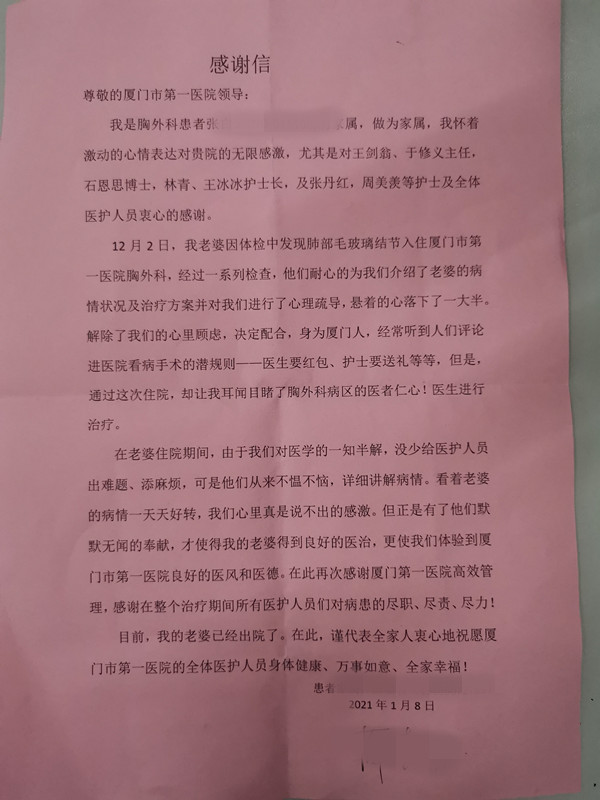 感谢信
尊敬的厦门市第一医院领导：
我是胸外科患者张 家属，做为家属，我怀着
激动的心情表达对贵院的无限感激，尤其是对王剑翁、于修义主任，
石恩思博士，林青、王冰冰护士长，及张丹红，周美羡等护士及全体
医护人员衷心的感谢。
12月2日，我老婆因体检中发现肺部毛玻璃结节入住厦门市第
一医院胸外科，经过一系列检查，他们耐心的为我们介绍了老婆的病
情状况及治疗方案并对我们进行了心理疏导，悬着的心落下了一大半。
解除了我们的心里顾虑，决定配合，身为厦门人，经常听到人们评论
进医院看病手术的潜规则——医生要红包、护士要送礼等等，但是，
通过这次住院，却让我耳闻目睹了胸外科病区的医者仁心！医生进行
治疗。
在老婆住院期间，由于我们对医学的一知半解，没少给医护人员
出难题、添麻烦，可是他们从来不愠不恼，详细讲解病情。看着老婆
的病情一天天好转，我们心里真是说不出的感激。但正是有了他们默
默无闻的奉献，才使得我的老婆得到良好的医治，更使我们体验到厦
门市第一医院良好的医风和医德。在此再次感谢厦门第一医院高效管
理，感谢在整个治疗期间所有医护人员们对病患的尽职、尽责、尽力！
目前，我的老婆已经出院了。在此，谨代表全家人衷心地祝愿厦
门市第一医院的全体医护人员身体健康、万事如意、全家幸福！
患者
2021年1月8日